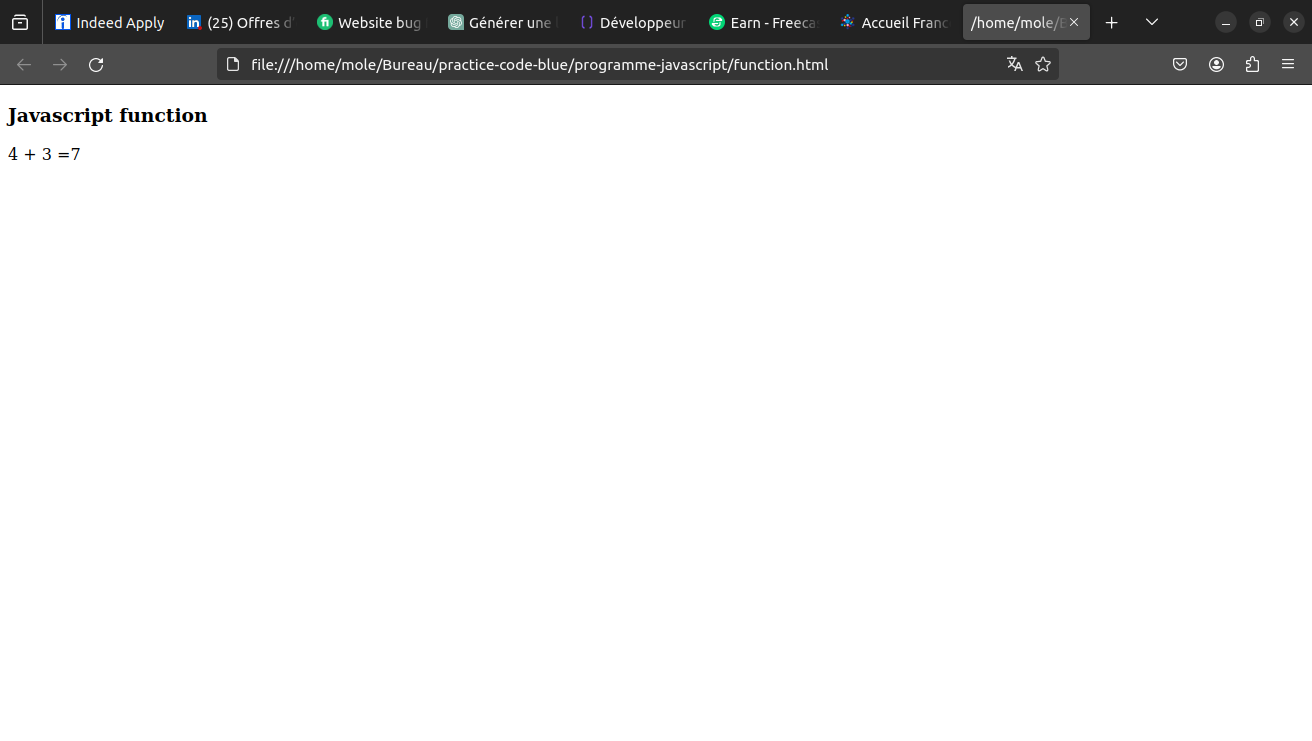 Indeed Apply
(25) Offres d'
Website bug
Générer une
Développeur
Earn - Freeca
Accueil Franc
/home/mole/B
file:///home/mole/Bureau/practice-code-blue/programme-javascript/function.html
Javascript function
4 + 3 =7